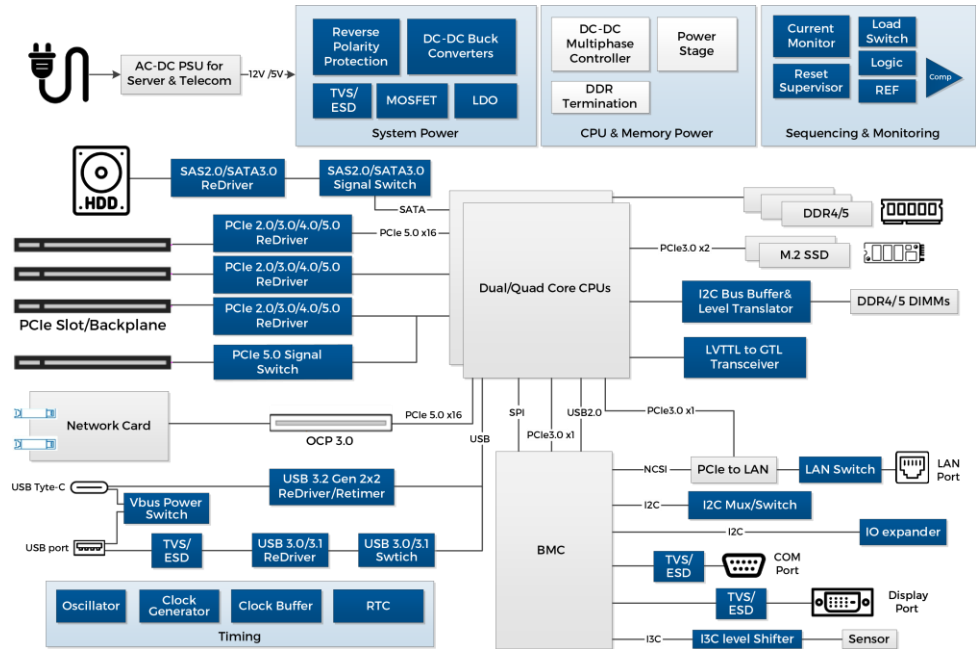 AC-DC PSU for
Server & Telecom
12V /5V
Reverse
Polarity
Protection
DC-DC Buck
Converters
TVS/
ESD
MOSFET
LDO
System Power
DC-DC
Multiphase
Controller
Power
Stage
DDR
Termination
CPU & Memory Power
Current
Monitor
Load
Switch
Logic
Reset
Supervisor
REF
Comp
Sequencing & Monitoring
HDD
SAS2.0/SATA3.0
ReDriver
SAS2.0/SATA3.0
Signal Switch
SATA
PCIe 2.0/3.0/4.0/5.0
ReDriver
PCIe 5.0 x16
PCIe 2.0/3.0/4.0/5.0
ReDriver
PCIe 2.0/3.0/4.0/5.0
ReDriver
PCIe Slot/Backplane
PCIe 5.0 Signal
Switch
Dual/Quad Core CPUs
DDR4/5
PCIe3.0 x2
M.2 SSD
I2C Bus Buffer&
Level Translator
DDR4/5 DIMMs
LVTTL to GTL
Transceiver
Network Card
OCP 3.0
PCIe 5.0 x16
USB
SPI
PCIe3.0 x1
USB2.0
PCIe3.0 x1
USB Tyte-C
Vbus Power
Switch
USB 3.2 Gen 2x2
ReDriver/Retimer
USB port
TVS/
ESD
USB 3.0/3.1
ReDriver
USB 3.0/3.1
Swtich
BMC
NCSI
PCIe to LAN
LAN Switch
LAN
Port
I2C
I2C Mux/Switch
I2C
IO expander
TVS/
ESD
COM
Port
TVS/
ESD
Display
Port
I3C
I3C level Shifter
Sensor
Oscillator
Clock
Generator
Clock Buffer
RTC
Timing